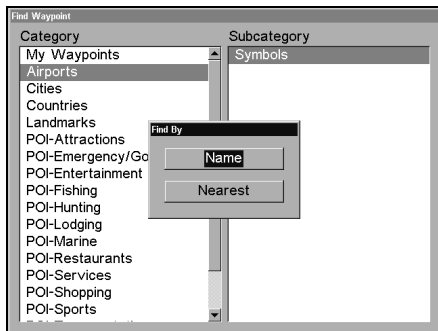 Find Waypoint
Category
Subcategory
My Waypoints
Symbols
Airports
Cities
Countries
Landmarks
POI-Attractions
POI-Emergency/Go
POI-Entertainment
POI-Fishing
POI-Hunting
POI-Lodging
POI-Marine
POI-Restaurants
POI-Services
POI-Shopping
POI-Sports
Find By
Name
Nearest